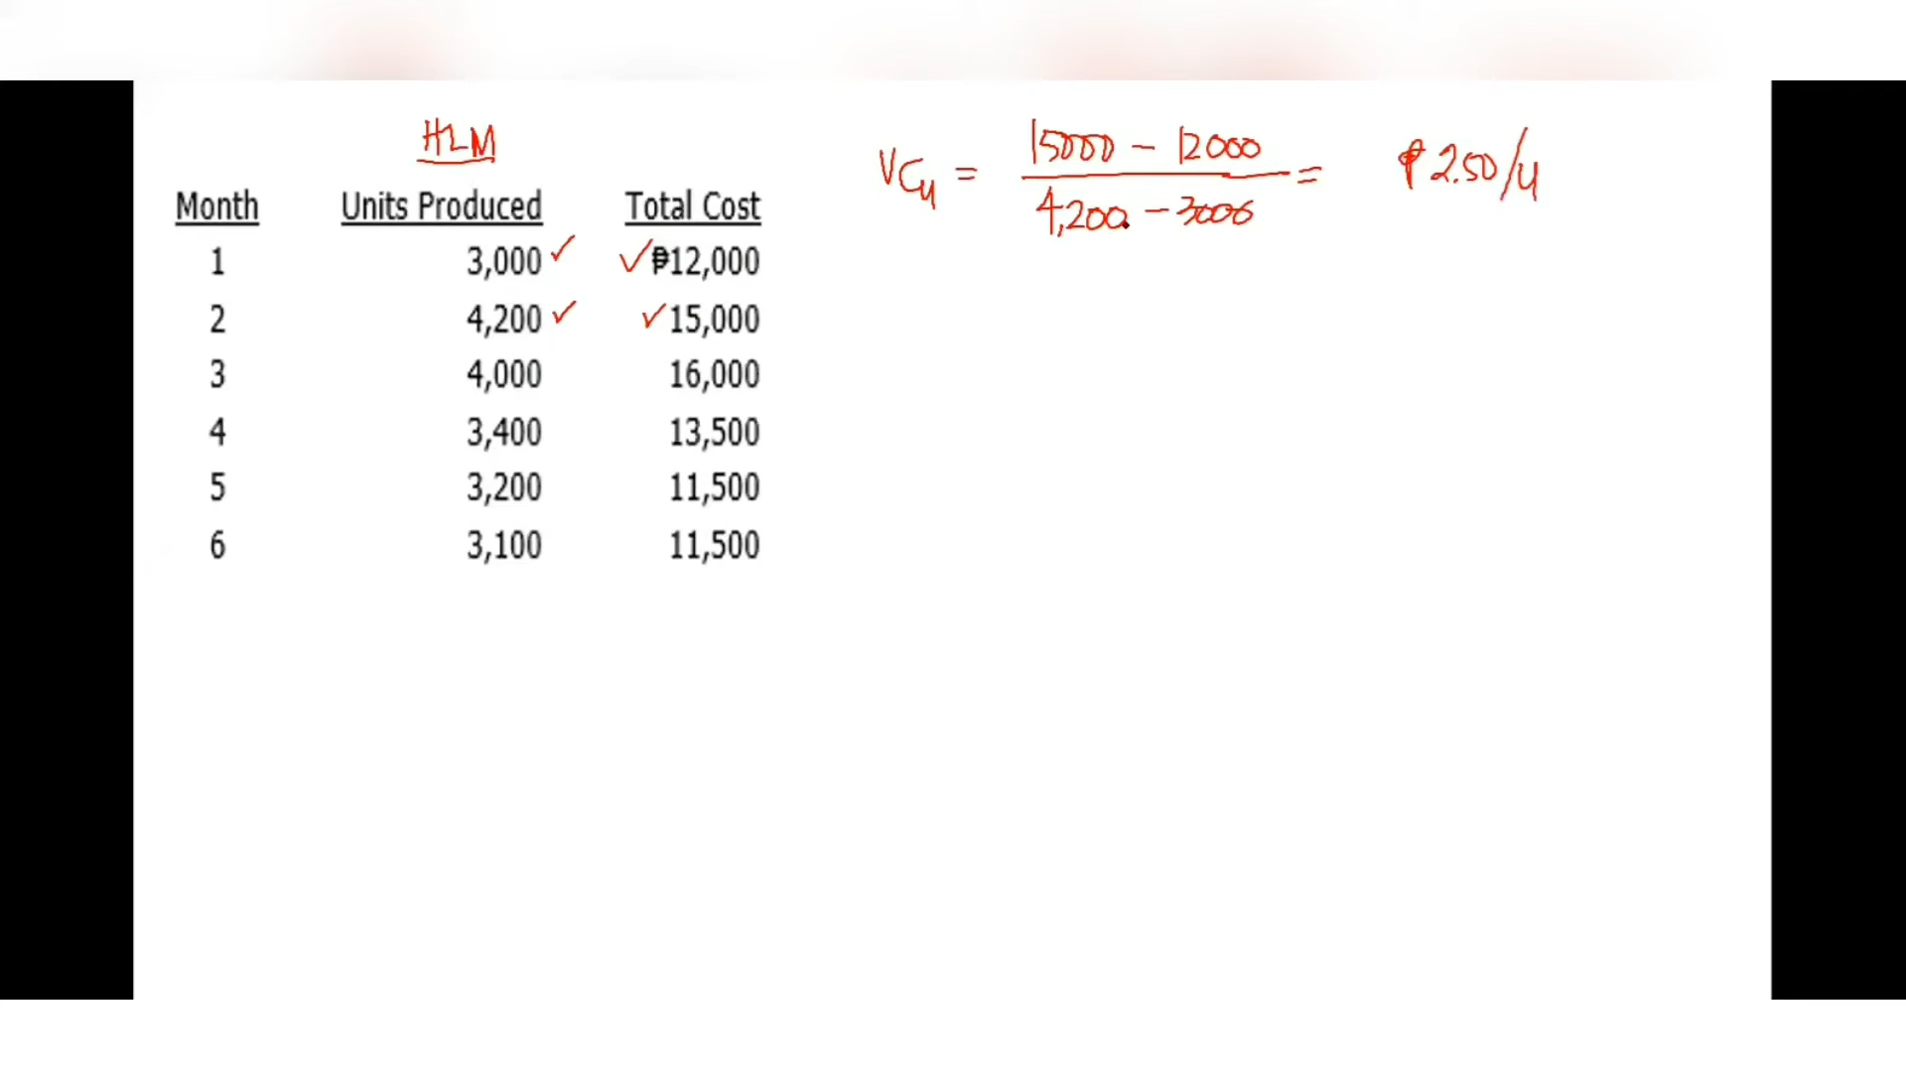 HLM
Month Units Produced Total Cost
1 3,000 ✓ ✓ ₱12,000
2 4,200 ✓ ✓ 15,000
3 4,000 16,000
4 3,400 13,500
5 3,200 11,500
6 3,100 11,500
VCu = 15000 - 12000 = ₱2.50/u
4,200 - 3000